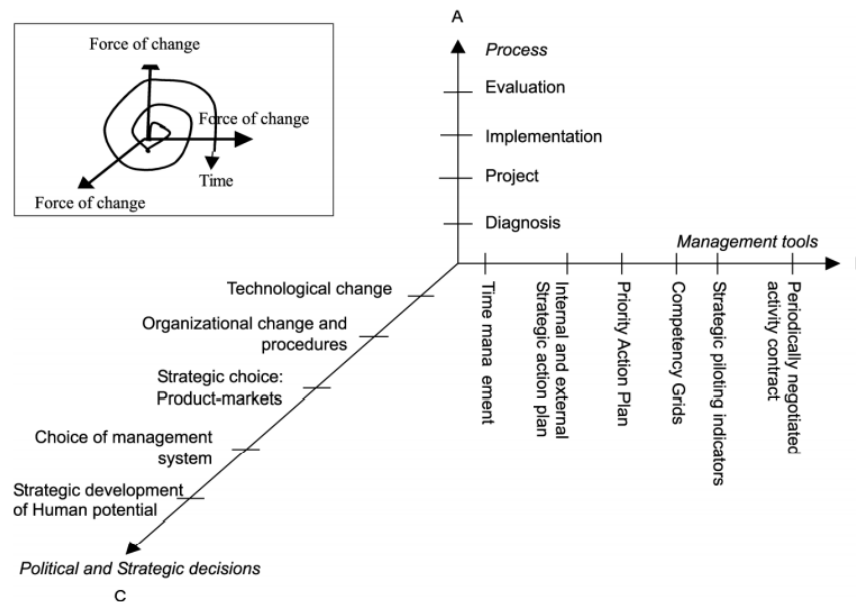 A
Force of change
Process
Evaluation
Force of change
Implementation
Time
Project
Force of change
Diagnosis
Management tools
Technological change
Organizational change and
procedures
Strategic choice:
Product-markets
Choice of management
system
Strategic development
of Human potential
Political and Strategic decisions
C
Time mana ement
Internal and external
Strategic action plan
Priority Action Plan
Competency Grids
Strategic piloting indicators
Periodically negotiated
activity contract